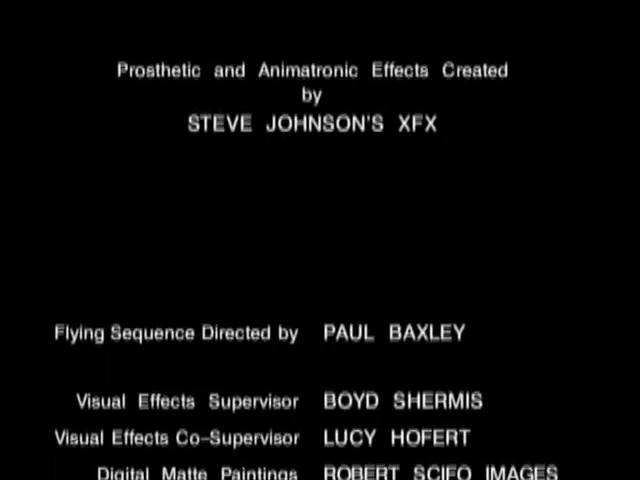 Prosthetic and Animatronic Effects Created
by
STEVE JOHNSON'S XFX
Flying Sequence Directed by PAUL BAXLEY
Visual Effects Supervisor BOYD SHERMIS
Visual Effects Co-Supervisor LUCY HOFERT
Digital Matte Paintings ROBERT SCIFO IMAGES